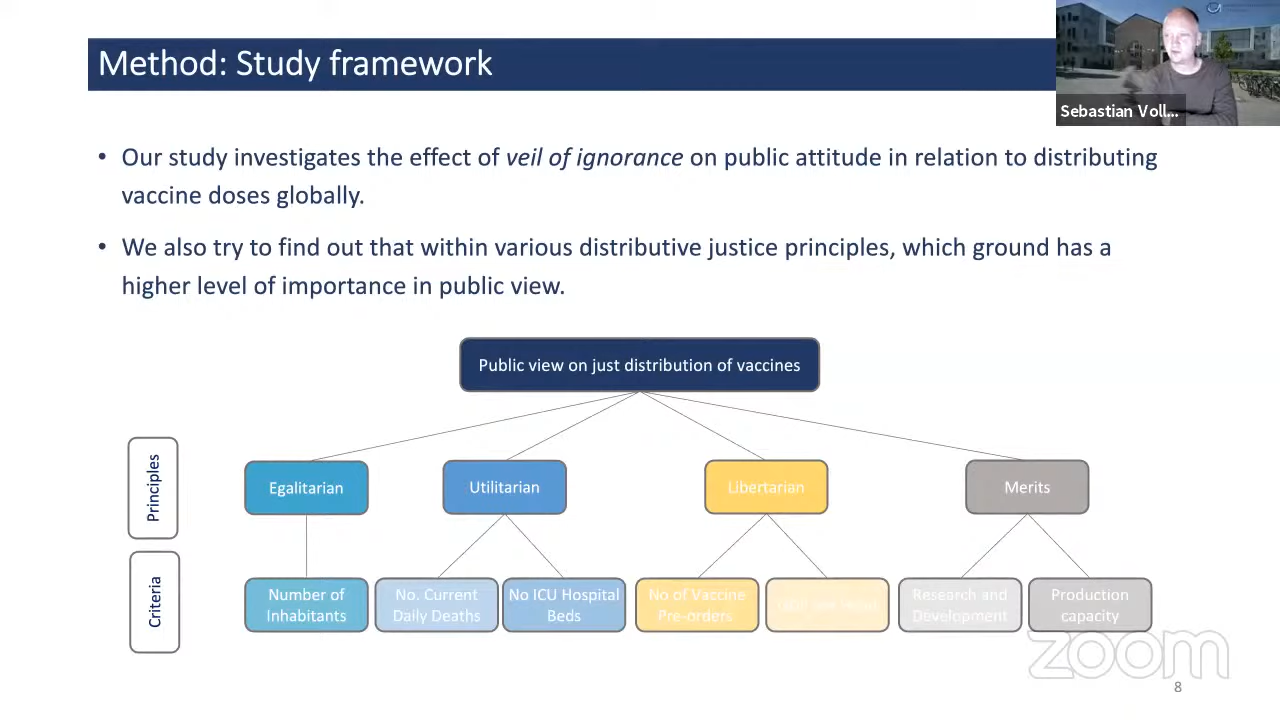 Method: Study framework
Sebastian Voll...
• Our study investigates the effect of veil of ignorance on public attitude in relation to distributing
vaccine doses globally.
• We also try to find out that within various distributive justice principles, which ground has a
higher level of importance in public view.
Public view on just distribution of vaccines
Principles
Egalitarian
Utilitarian
Libertarian
Merits
Criteria
Number of
Inhabitants
No. Current
Daily Deaths
No ICU Hospital
Beds
No of Vaccine
Pre-orders
Research and
Development
Production
capacity
zoom
8